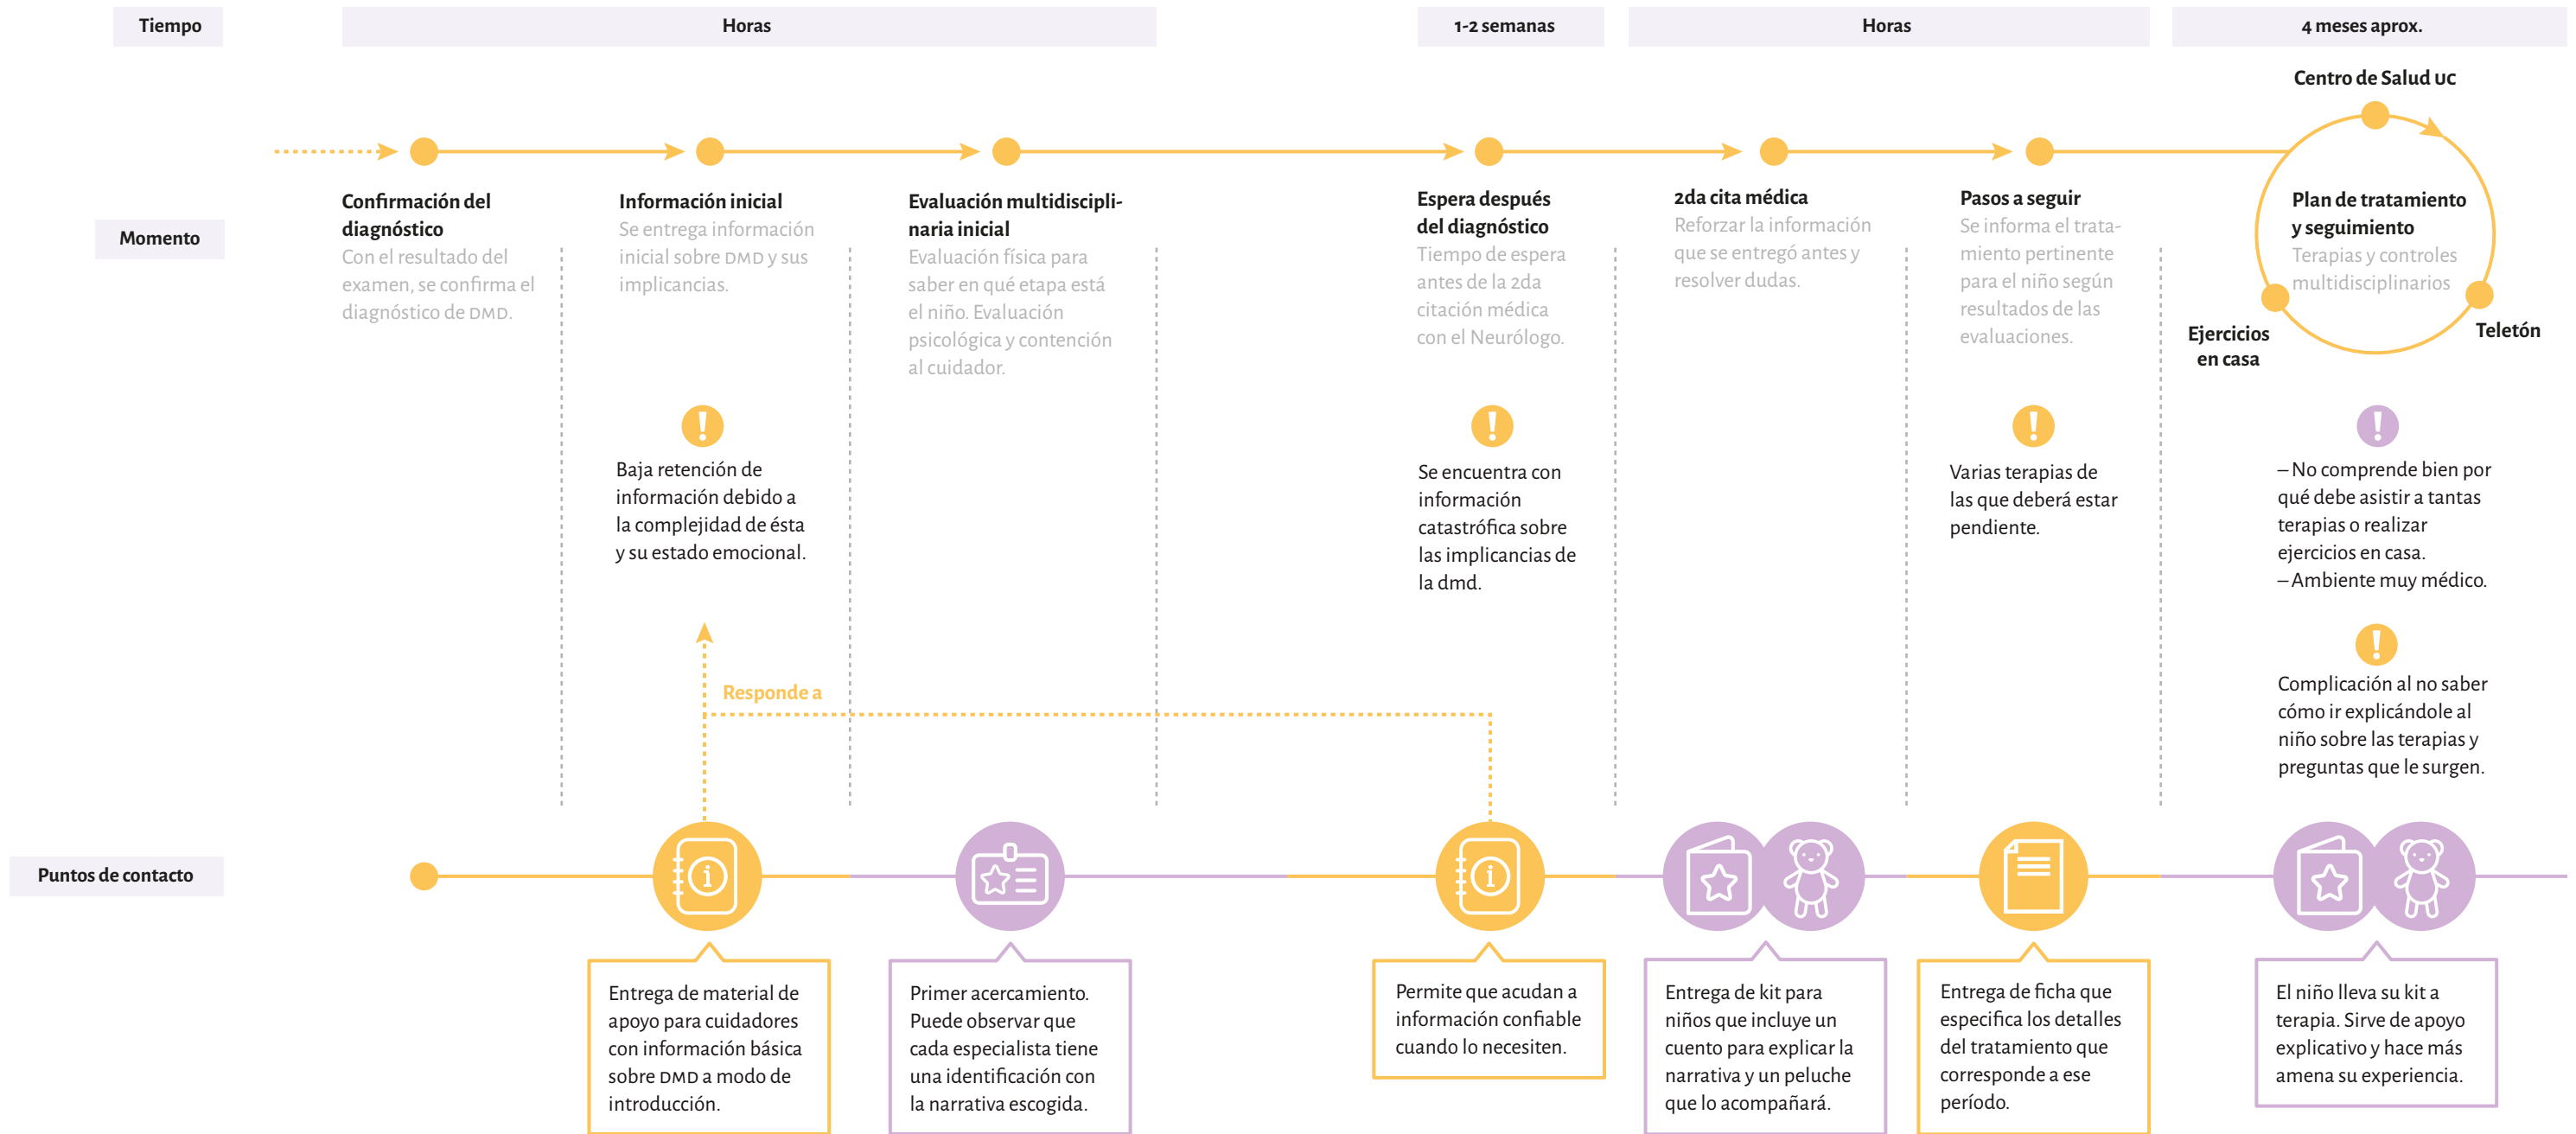 Tiempo
Horas
1-2 semanas
Horas
4 meses aprox.
Momento
Confirmación del
diagnóstico
Con el resultado del
examen, se confirma el
diagnóstico de DMD.
Información inicial
Se entrega información
inicial sobre DMD y sus
implicancias.
Evaluación multidiscipli-
naria inicial
Evaluación física para
saber en qué etapa está
el niño. Evaluación
psicológica y contención
al cuidador.
Espera después
del diagnóstico
Tiempo de espera
antes de la 2da
citación médica
con el Neurólogo.
2da cita médica
Reforzar la información
que se entregó antes y
resolver dudas.
Pasos a seguir
Se informa el trata-
miento pertinente
para el niño según
resultados de las
evaluaciones.
Centro de Salud UC
Plan de tratamiento
y seguimiento
Terapias y controles
multidisciplinarios
Ejercicios
en casa
Teletón
!
Baja retención de
información debido a
la complejidad de ésta
y su estado emocional.
!
Se encuentra con
información
catastrófica sobre
las implicancias de
la dmd.
!
Varias terapias de
las que deberá estar
pendiente.
!
– No comprende bien por
qué debe asistir a tantas
terapias o realizar
ejercicios en casa.
– Ambiente muy médico.
!
Complicación al no saber
cómo ir explicándole al
niño sobre las terapias y
preguntas que le surgen.
Responde a
Puntos de contacto
i
i
Entrega de material de
apoyo para cuidadores
con información básica
sobre DMD a modo de
introducción.
Primer acercamiento.
Puede observar que
cada especialista tiene
una identificación con
la narrativa escogida.
Permite que acudan a
información confiable
cuando lo necesiten.
Entrega de kit para
niños que incluye un
cuento para explicar la
narrativa y un peluche
que lo acompañará.
Entrega de ficha que
especifica los detalles
del tratamiento que
corresponde a ese
período.
El niño lleva su kit a
terapia. Sirve de apoyo
explicativo y hace más
amena su experiencia.